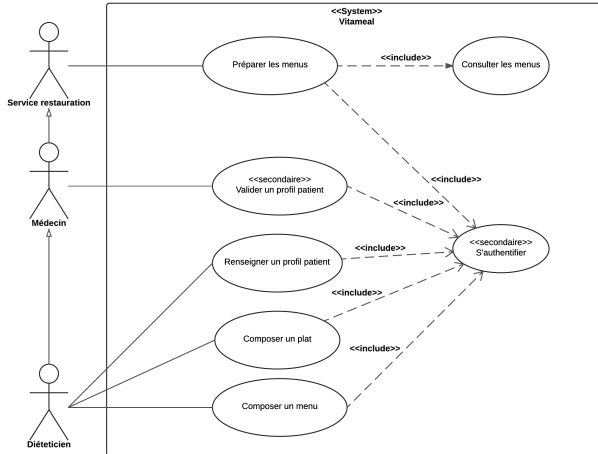 <<System>>
Vitameal
<<include>>
Préparer les menus
Consulter les menus
Service restauration
<<include>>
<<secondaire>>
Valider un profil patient
<<include>>
Médecin
<<secondaire>>
S'authentifier
<<include>>
Renseigner un profil patient
<<include>>
Composer un plat
<<include>>
Composer un menu
Diéteticien